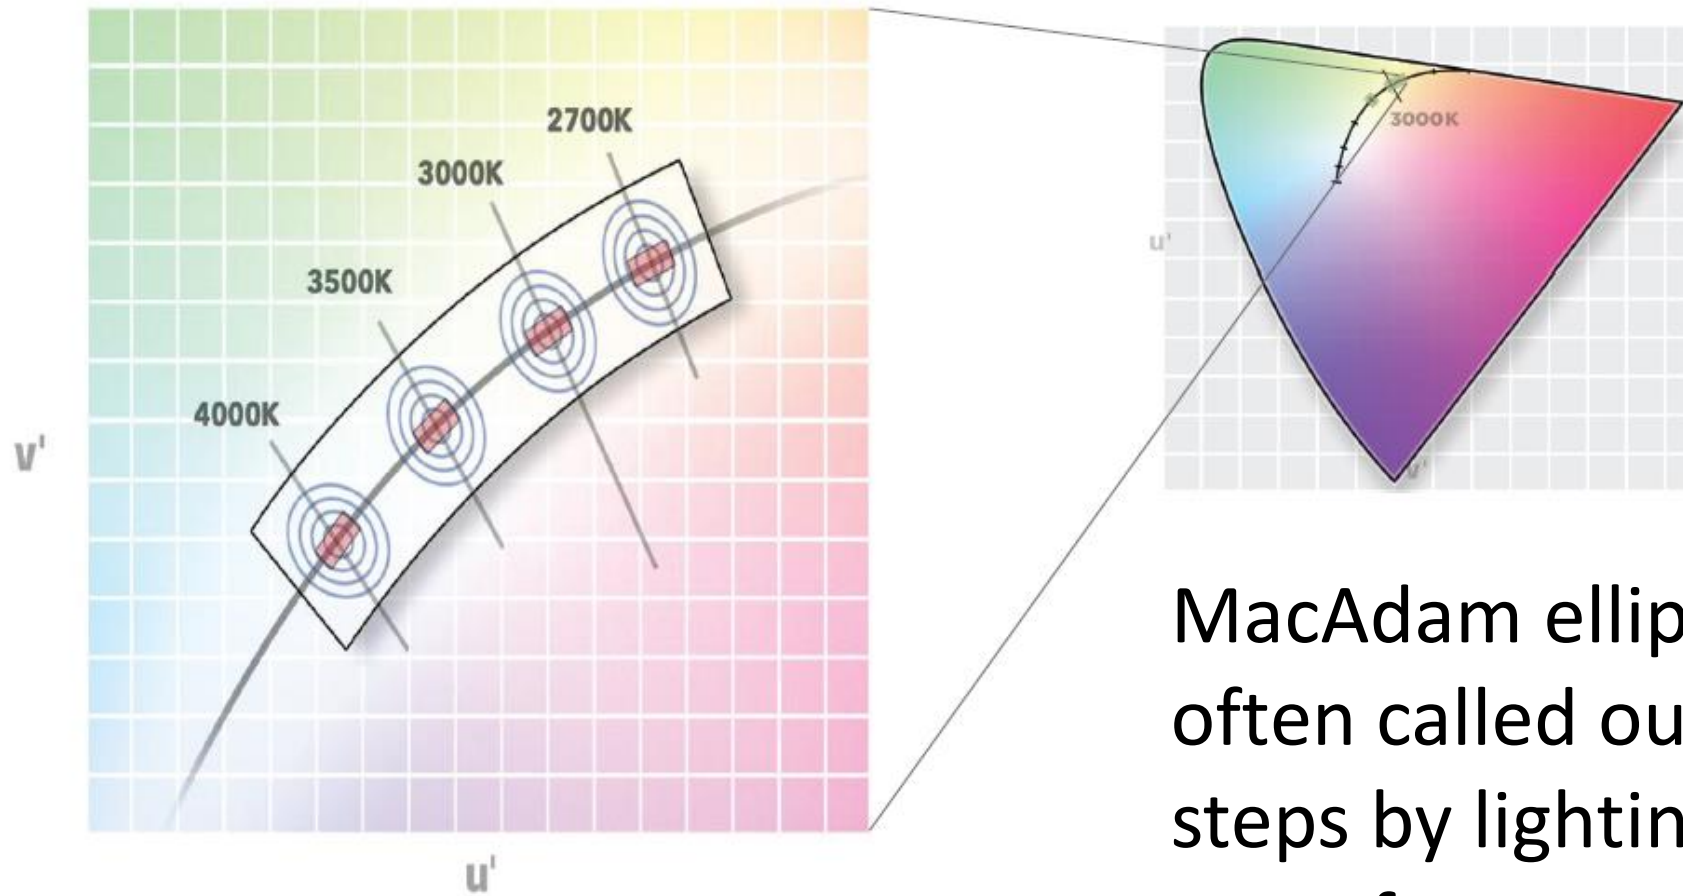 2700K
3000K
3500K
4000K
v'
u'
3000K
u'
v'
MacAdam ellip
often called ou
steps by lightin